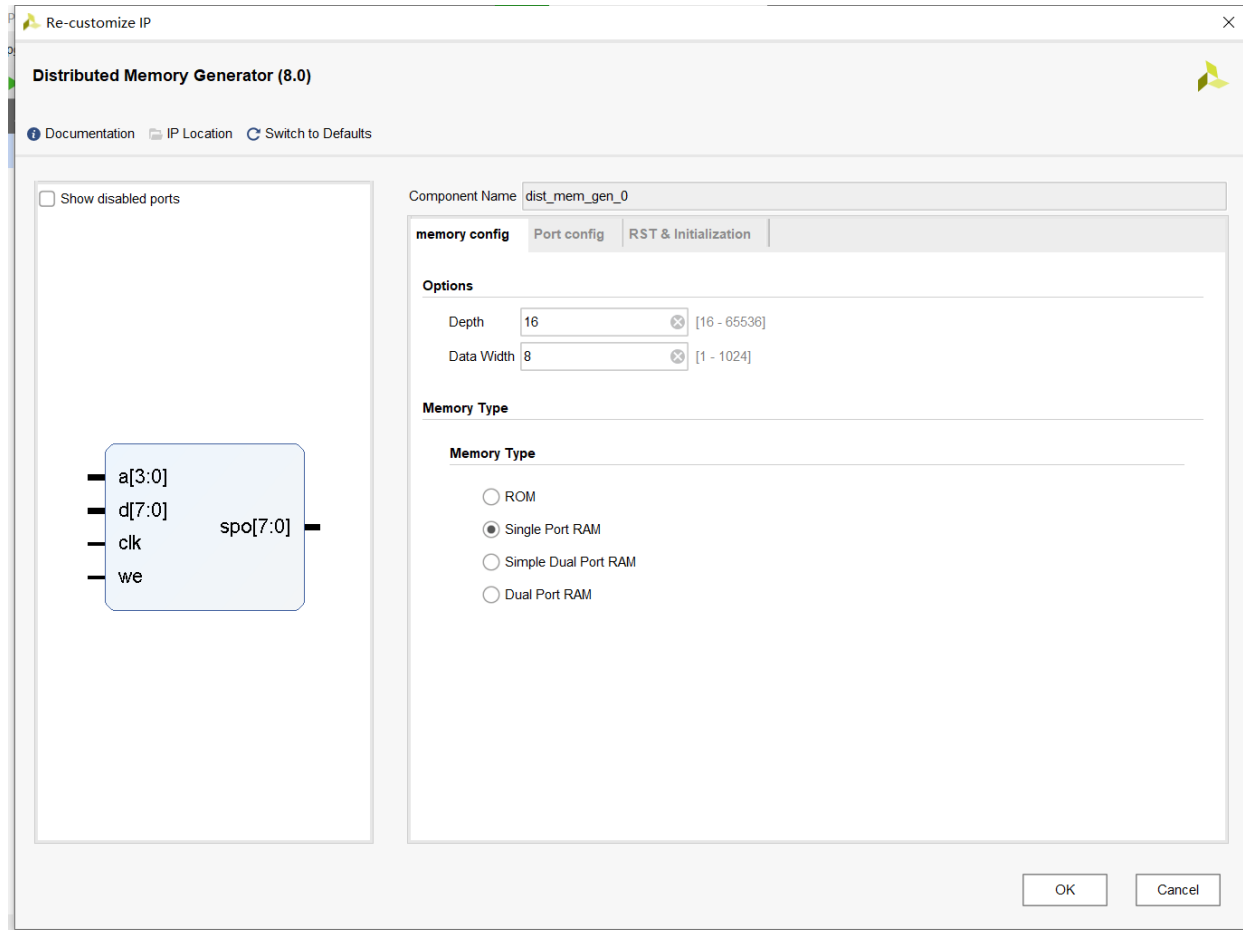 Re-customize IP
Distributed Memory Generator (8.0)
Documentation IP Location Switch to Defaults
Show disabled ports
a[3:0]
d[7:0]
clk
we
spo[7:0]
Component Name dist_mem_gen_0
memory config Port config RST & Initialization
Options
Depth 16 [16 - 65536]
Data Width 8 [1 - 1024]
Memory Type
Memory Type
ROM
Single Port RAM
Simple Dual Port RAM
Dual Port RAM
OK Cancel